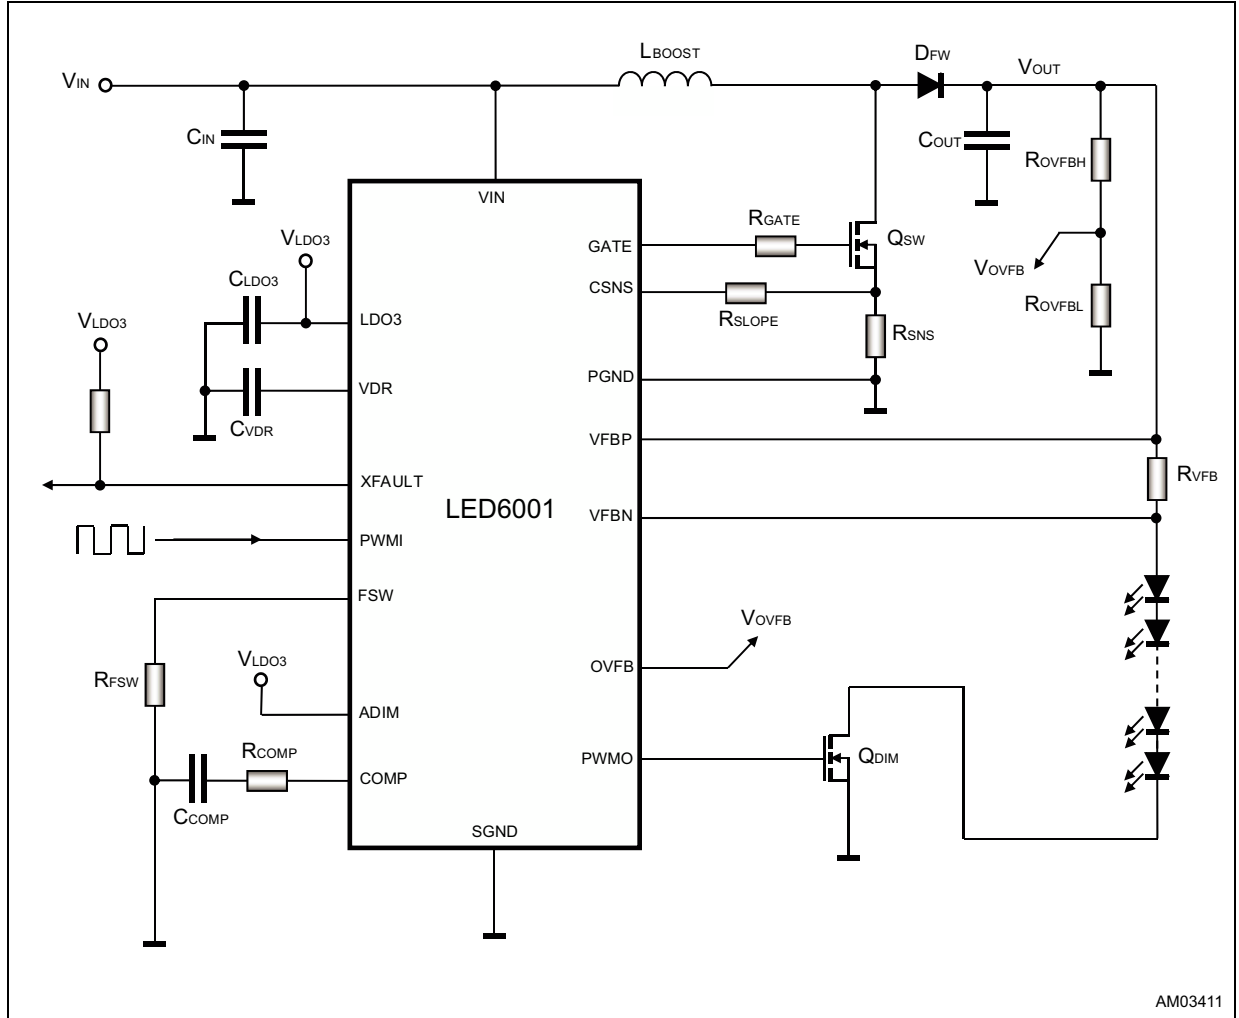 LBOOST
DFW
VOUT
VIN
CIN
COUT
ROVFBH
VIN
RGATE
VLDO3
GATE
QSW
CLDO3
CSNS
VOVFB
VLDO3
LDO3
RSLOPE
RSNS
ROVFBL
PGND
VDR
CVDR
VFBP
XFAULT
RVFB
LED6001
VFBN
PWMI
FSW
VOVFB
VLDO3
OVFB
RFSW
ADIM
RCOMP
PWMO
QDIM
COMP
CCOMP
SGND
AM03411